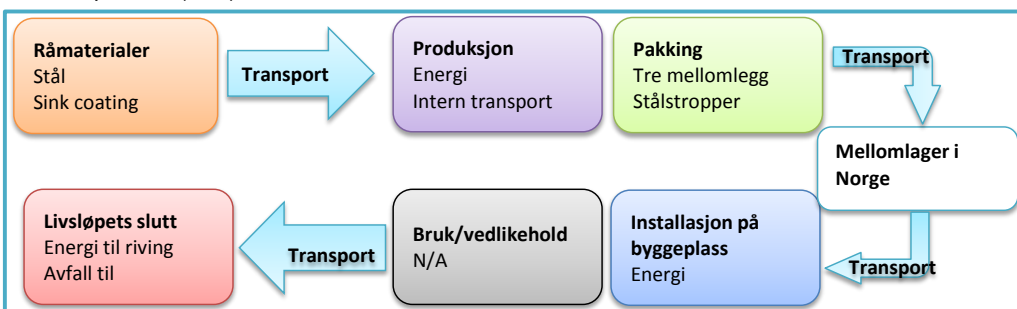 Råmaterialer
Stål
Sink coating
Transport
Produksjon
Energi
Intern transport
Pakking
Tre mellomlegg
Stålstropper
Transport
Mellomlager i
Norge
Transport
Installasjon på
byggeplass
Energi
Bruk/vedlikehold
N/A
Transport
Livsløpets slutt
Energi til riving
Avfall til